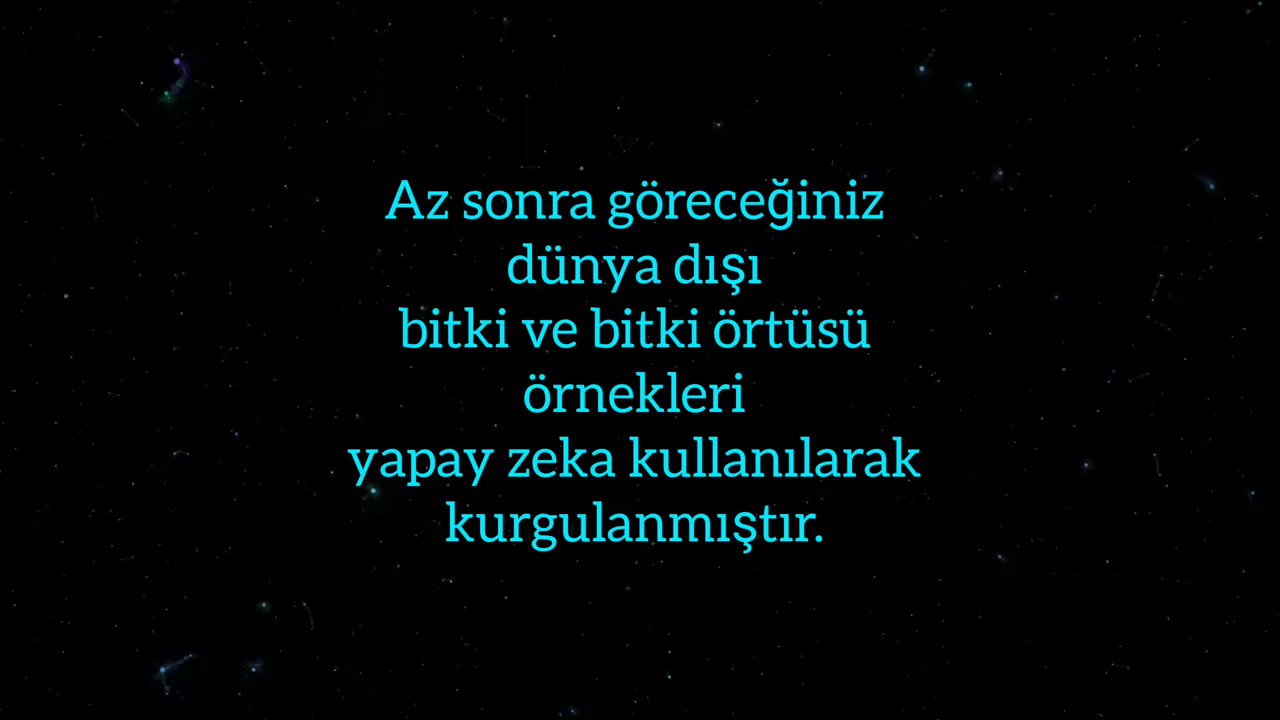 Az sonra göreceğiniz
dünya dışı
bitki ve bitki örtüsü
örnekleri
yapay zeka kullanılarak
kurgulanmıştır.